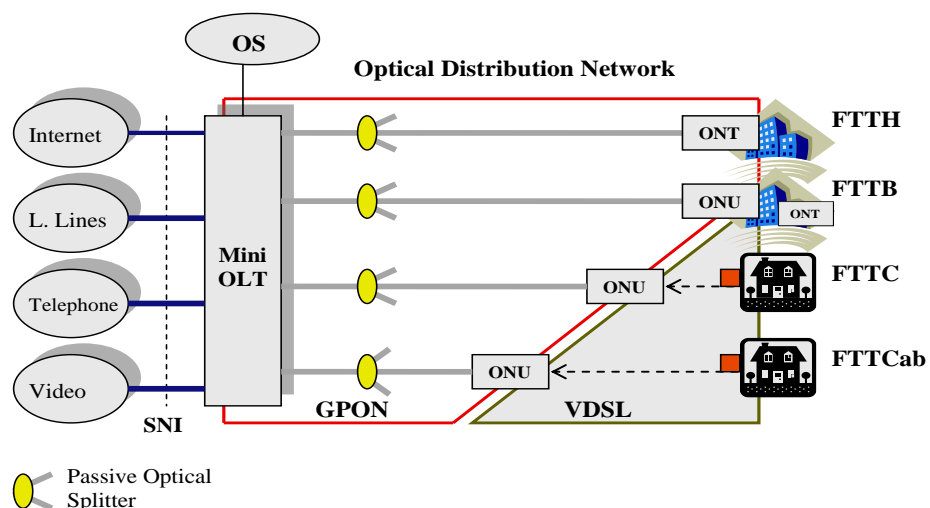 OS
Optical Distribution Network
Internet
L. Lines
Telephone
Video
SNI
Mini
OLT
ONT
FTTH
ONU
FTTB
ONT
ONU
FTTC
ONU
FTTCab
GPON
VDSL
Passive Optical
Splitter